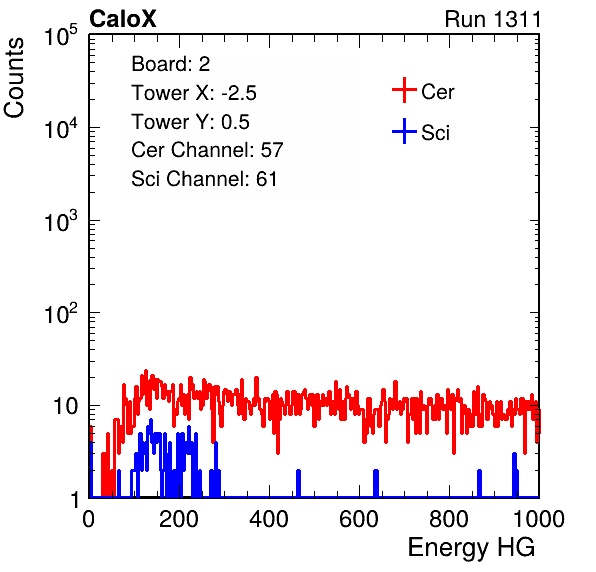 CaloX Run 1311
Counts
10^5
10^4
10^3
10^2
10
1
Board: 2
Tower X: -2.5
Tower Y: 0.5
Cer Channel: 57
Sci Channel: 61
Cer
Sci
0 200 400 600 800 1000
Energy HG